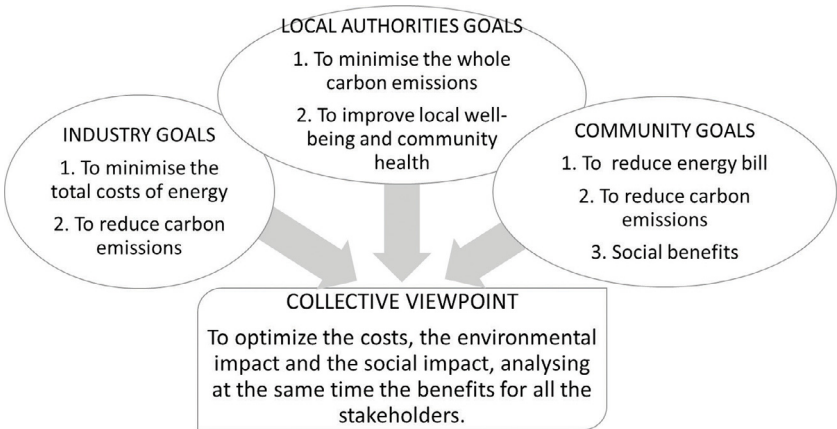 LOCAL AUTHORITIES GOALS
1. To minimise the whole
carbon emissions
2. To improve local well-
being and community
health
INDUSTRY GOALS
1. To minimise the
total costs of energy
2. To reduce carbon
emissions
COMMUNITY GOALS
1. To reduce energy bill
2. To reduce carbon
emissions
3. Social benefits
COLLECTIVE VIEWPOINT
To optimize the costs, the environmental
impact and the social impact, analysing
at the same time the benefits for all the
stakeholders.